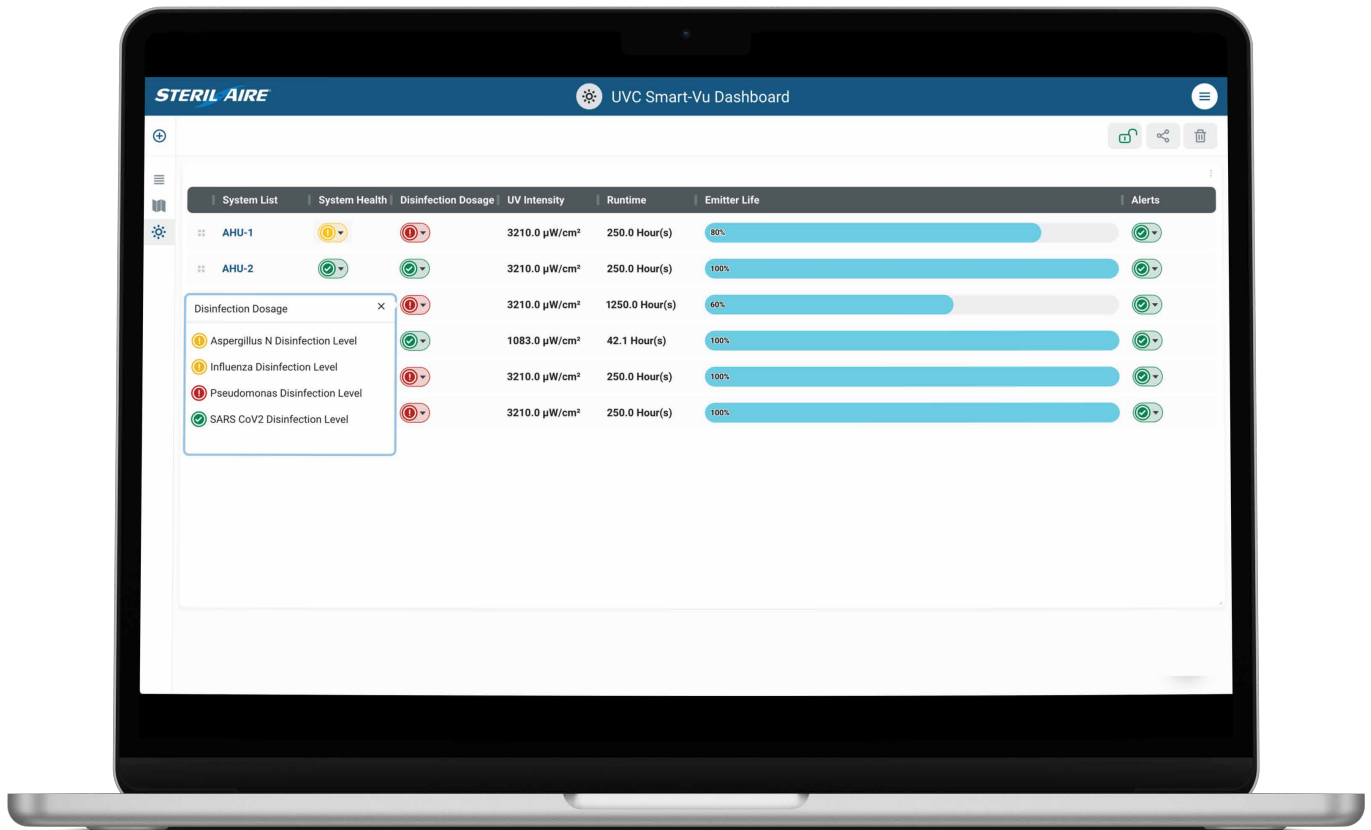 STERIL-AIRE
UVC Smart-Vu Dashboard
System List System Health Disinfection Dosage UV Intensity Runtime Emitter Life Alerts
AHU-1 3210.0 µW/cm² 250.0 Hour(s) 80%
AHU-2 3210.0 µW/cm² 250.0 Hour(s) 100%
3210.0 µW/cm² 1250.0 Hour(s) 60%
1083.0 µW/cm² 42.1 Hour(s) 100%
3210.0 µW/cm² 250.0 Hour(s) 100%
3210.0 µW/cm² 250.0 Hour(s) 100%
Disinfection Dosage
Aspergillus N Disinfection Level
Influenza Disinfection Level
Pseudomonas Disinfection Level
SARS CoV2 Disinfection Level